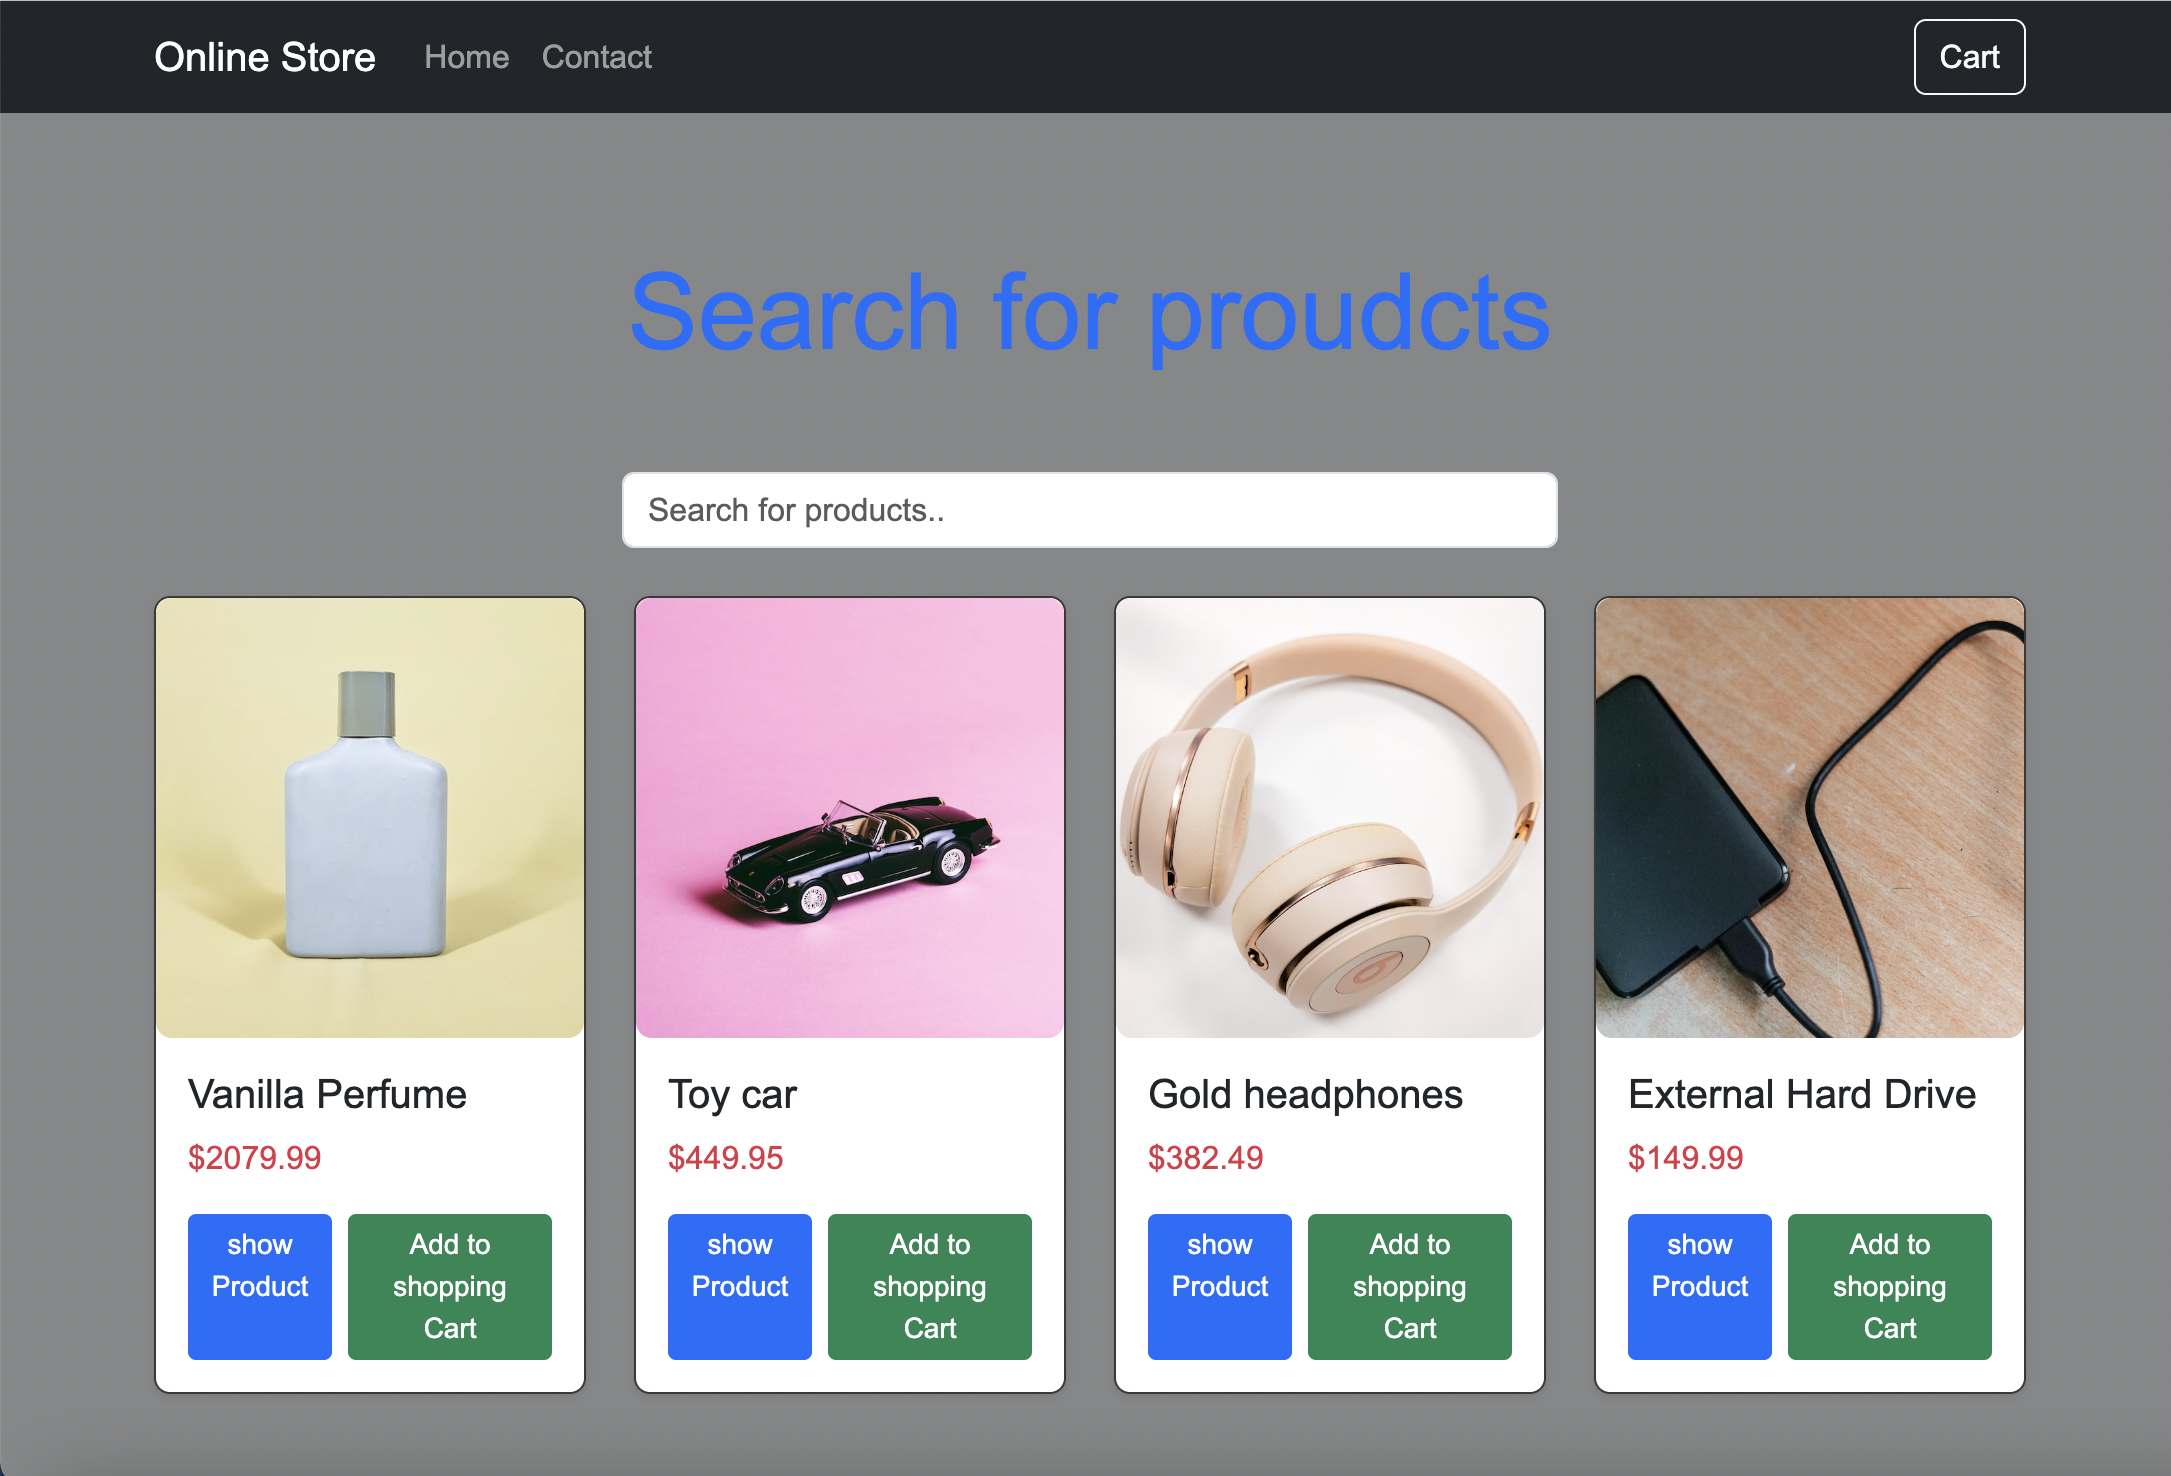 Online Store Home Contact Cart
Search for proudcts
Search for products..
Vanilla Perfume
$2079.99
show
Product
Add to
shopping
Cart
Toy car
$449.95
show
Product
Add to
shopping
Cart
Gold headphones
$382.49
show
Product
Add to
shopping
Cart
External Hard Drive
$149.99
show
Product
Add to
shopping
Cart